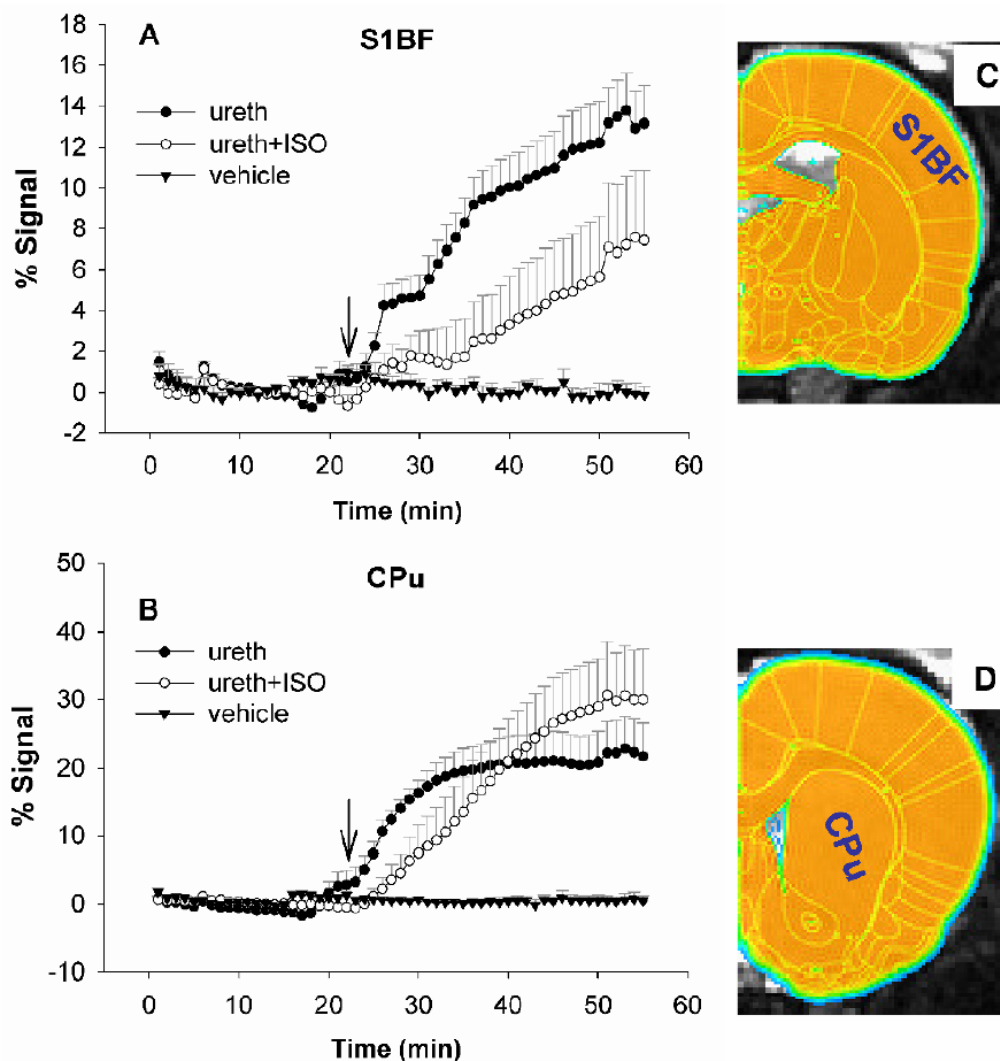 A
S1BF
ureth
ureth+ISO
vehicle
% Signal
18
16
14
12
10
8
6
4
2
0
-2
0 10 20 30 40 50 60
Time (min)
C
S1BF
B
CPu
ureth
ureth+ISO
vehicle
% Signal
50
40
30
20
10
0
-10
0 10 20 30 40 50 60
Time (min)
D
CPu